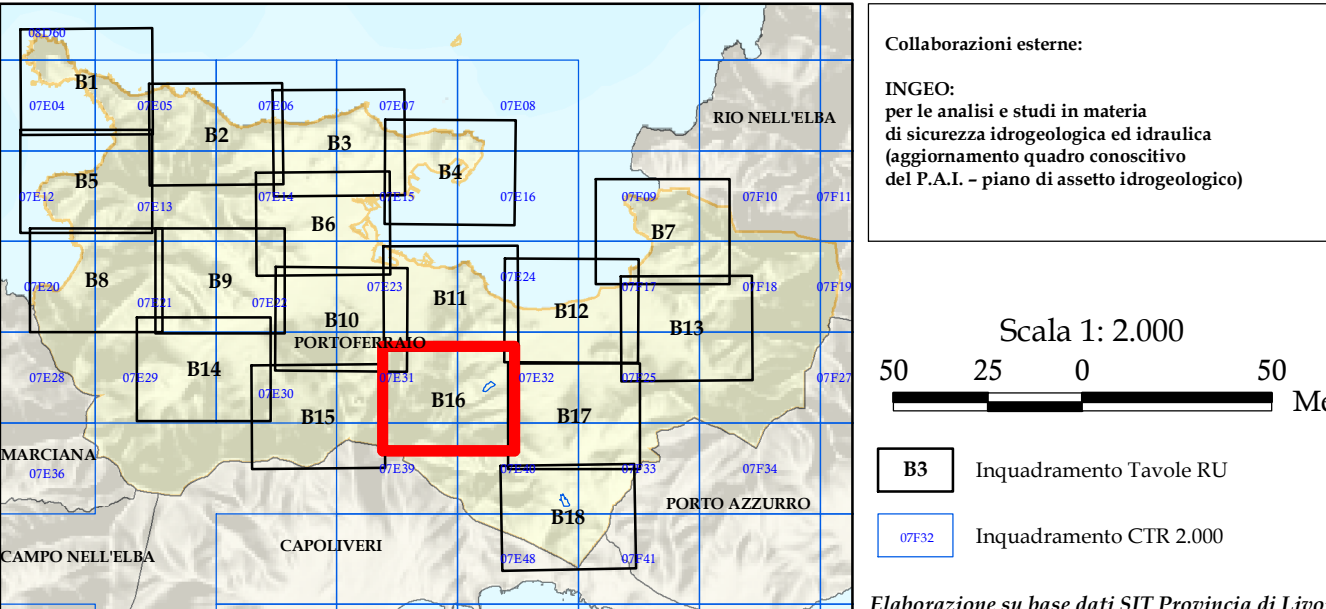 08D60
B1
07E04
07E05
07E06
07E07
07E08
B2
B3
B4
RIO NELL'ELBA
B5
07E12
07E13
07E14
07E15
07E16
07F09
07F10
07F11
B6
B7
B8
B9
07E20
07E21
07E22
07E23
07E24
07F17
07F18
07F19
B10
B11
B12
B13
PORTOFERRAIO
B14
07E28
07E29
07E30
07E31
07E32
07F25
07F27
B15
B16
B17
MARCIANA
07E36
07E39
07E40
07F33
07F34
PORTO AZZURRO
B18
CAPOLIVERI
CAMPO NELL'ELBA
07E48
07F41
Collaborazioni esterne:
INGEO:
per le analisi e studi in materia
di sicurezza idrogeologica ed idraulica
(aggiornamento quadro conoscitivo
del P.A.I. – piano di assetto idrogeologico)
Scala 1: 2.000
50 25 0 50
Me
B3 Inquadramento Tavole RU
07F32 Inquadramento CTR 2.000
Elaborazione su base dati SIT Provincia di Livo